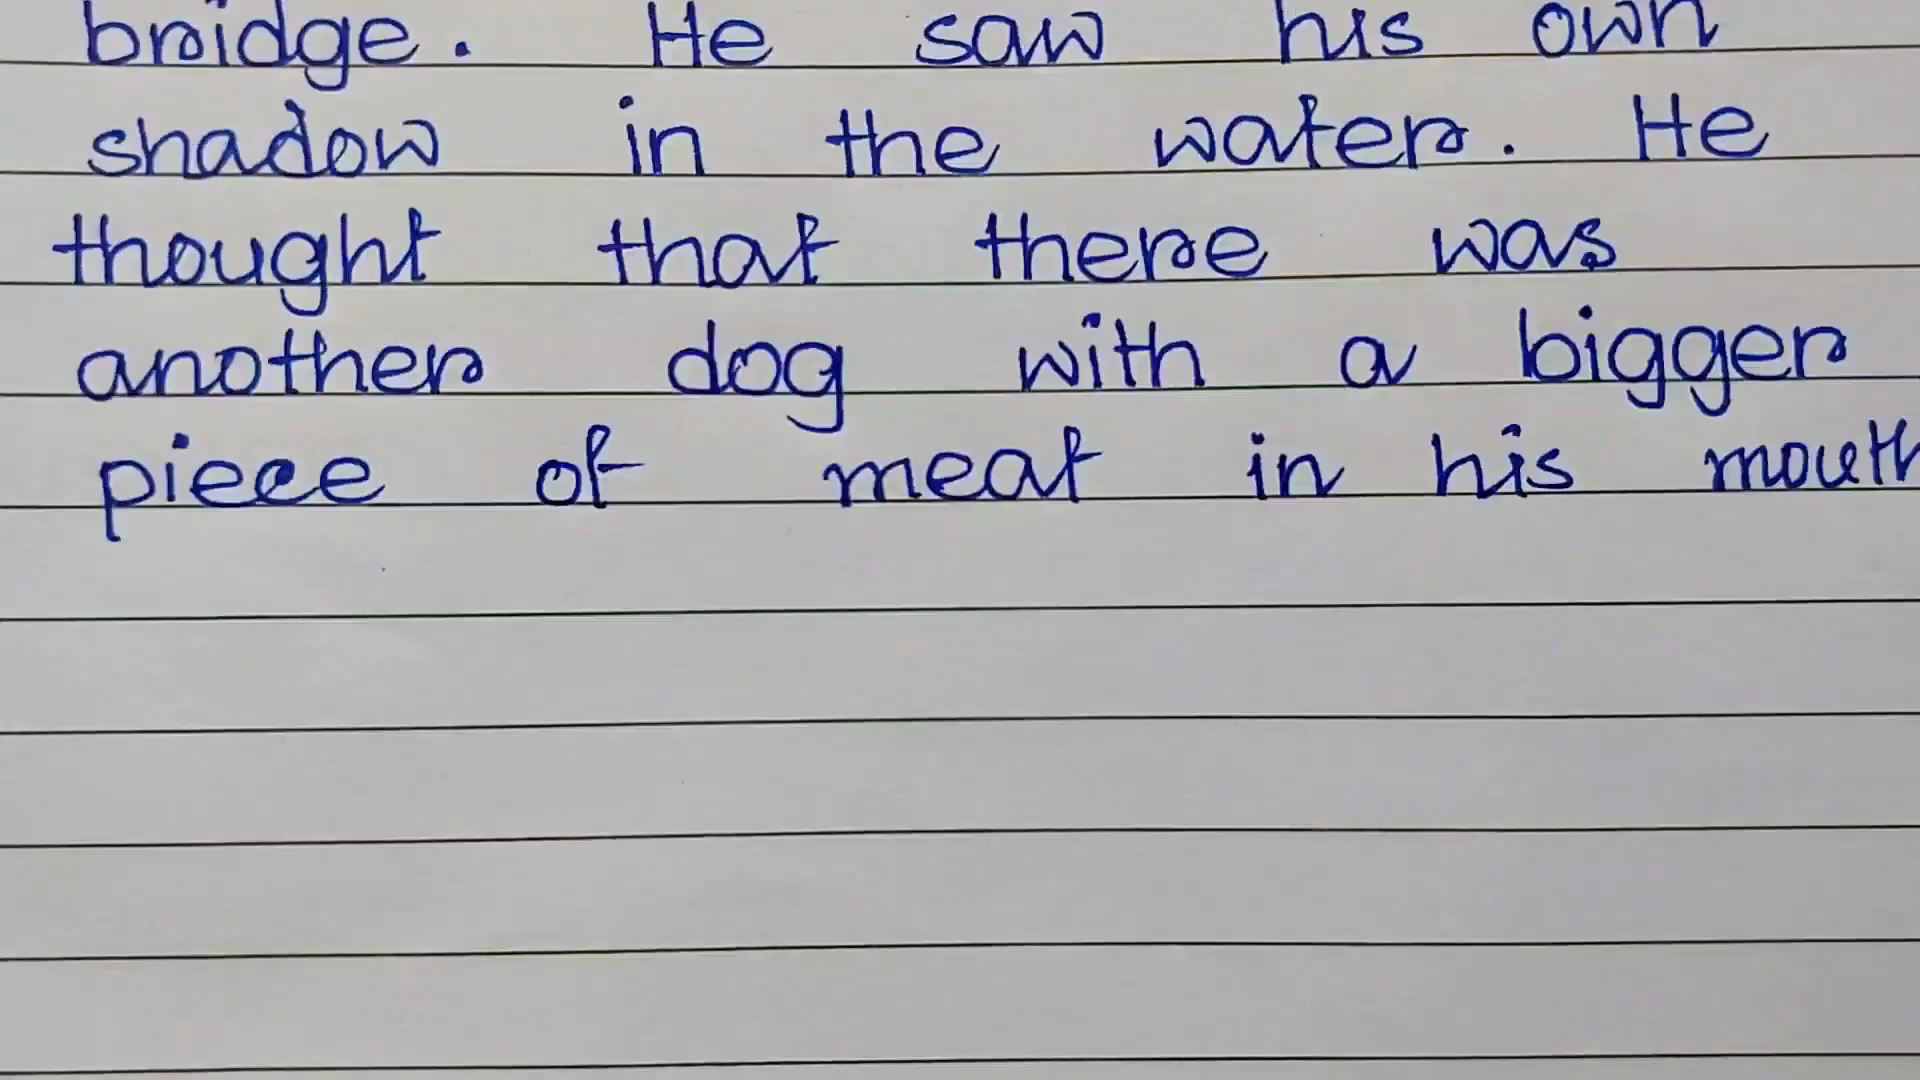 bridge. He saw his own
shadow in the water. He
thought that there was
another dog with a bigger
piece of meat in his mouth